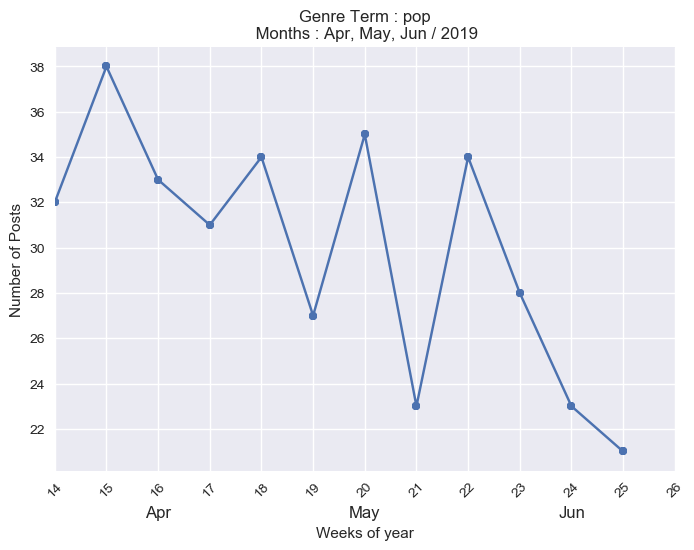 Genre Term : pop
Months : Apr, May, Jun / 2019
Number of Posts
38
36
34
32
30
28
26
24
22
14 15 16 17 18 19 20 21 22 23 24 25 26
Apr May Jun
Weeks of year